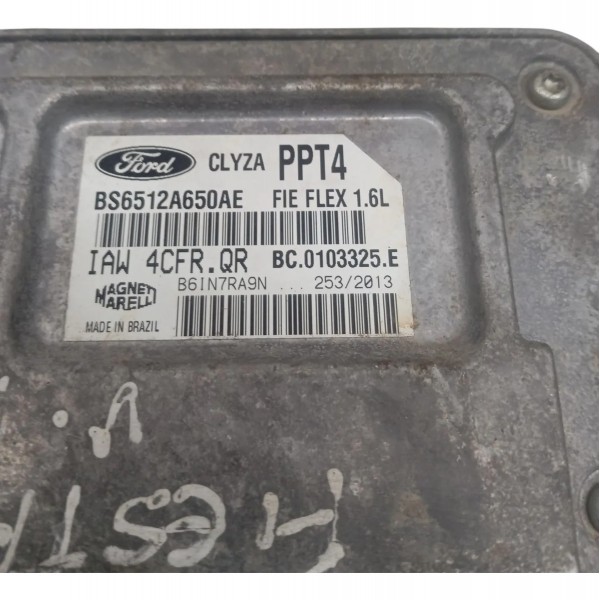 Ford CLYZA PPT4
BS6512A650AE FIE FLEX 1.6L
IAW 4CFR.QR BC.0103325.E
MAGNETI MARELLI B6IN7RA9N ... 253/2013
MADE IN BRAZIL